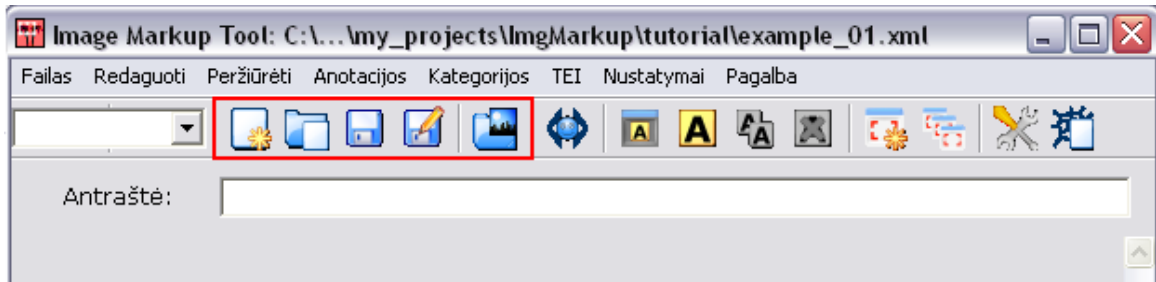 Image Markup Tool: C:\...\my_projects\ImgMarkup\tutorial\example_01.xml
Failas Redaguoti Peržiūrėti Anotacijos Kategorijos TEI Nustatymai Pagalba
A A A A
Antraštė: